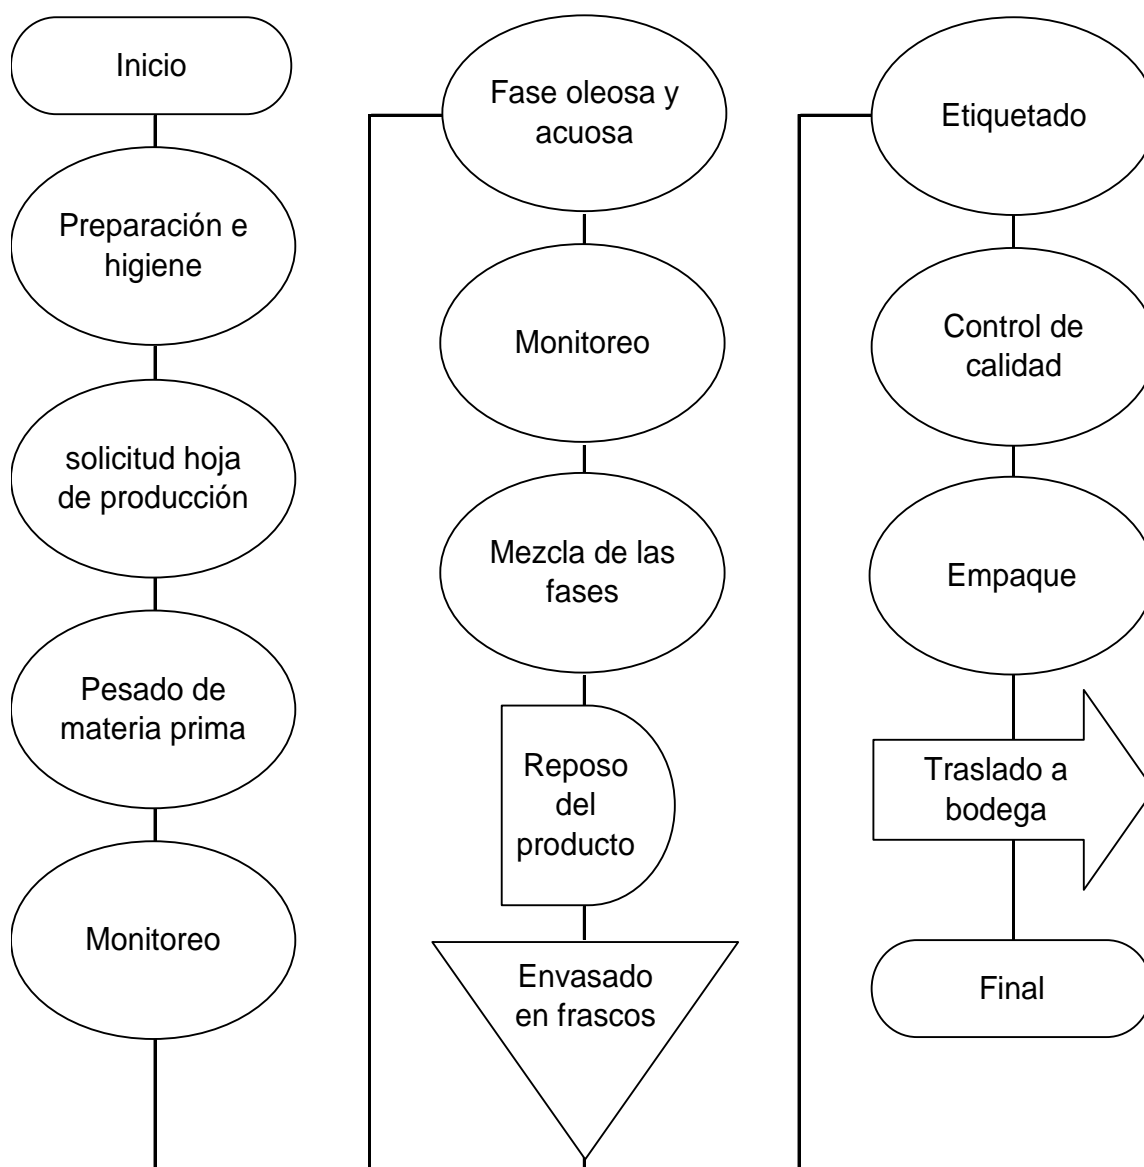 Inicio
Preparación e
higiene
solicitud hoja
de producción
Pesado de
materia prima
Monitoreo
Fase oleosa y
acuosa
Monitoreo
Mezcla de las
fases
Reposo
del
producto
Envasado
en frascos
Etiquetado
Control de
calidad
Empaque
Traslado a
bodega
Final